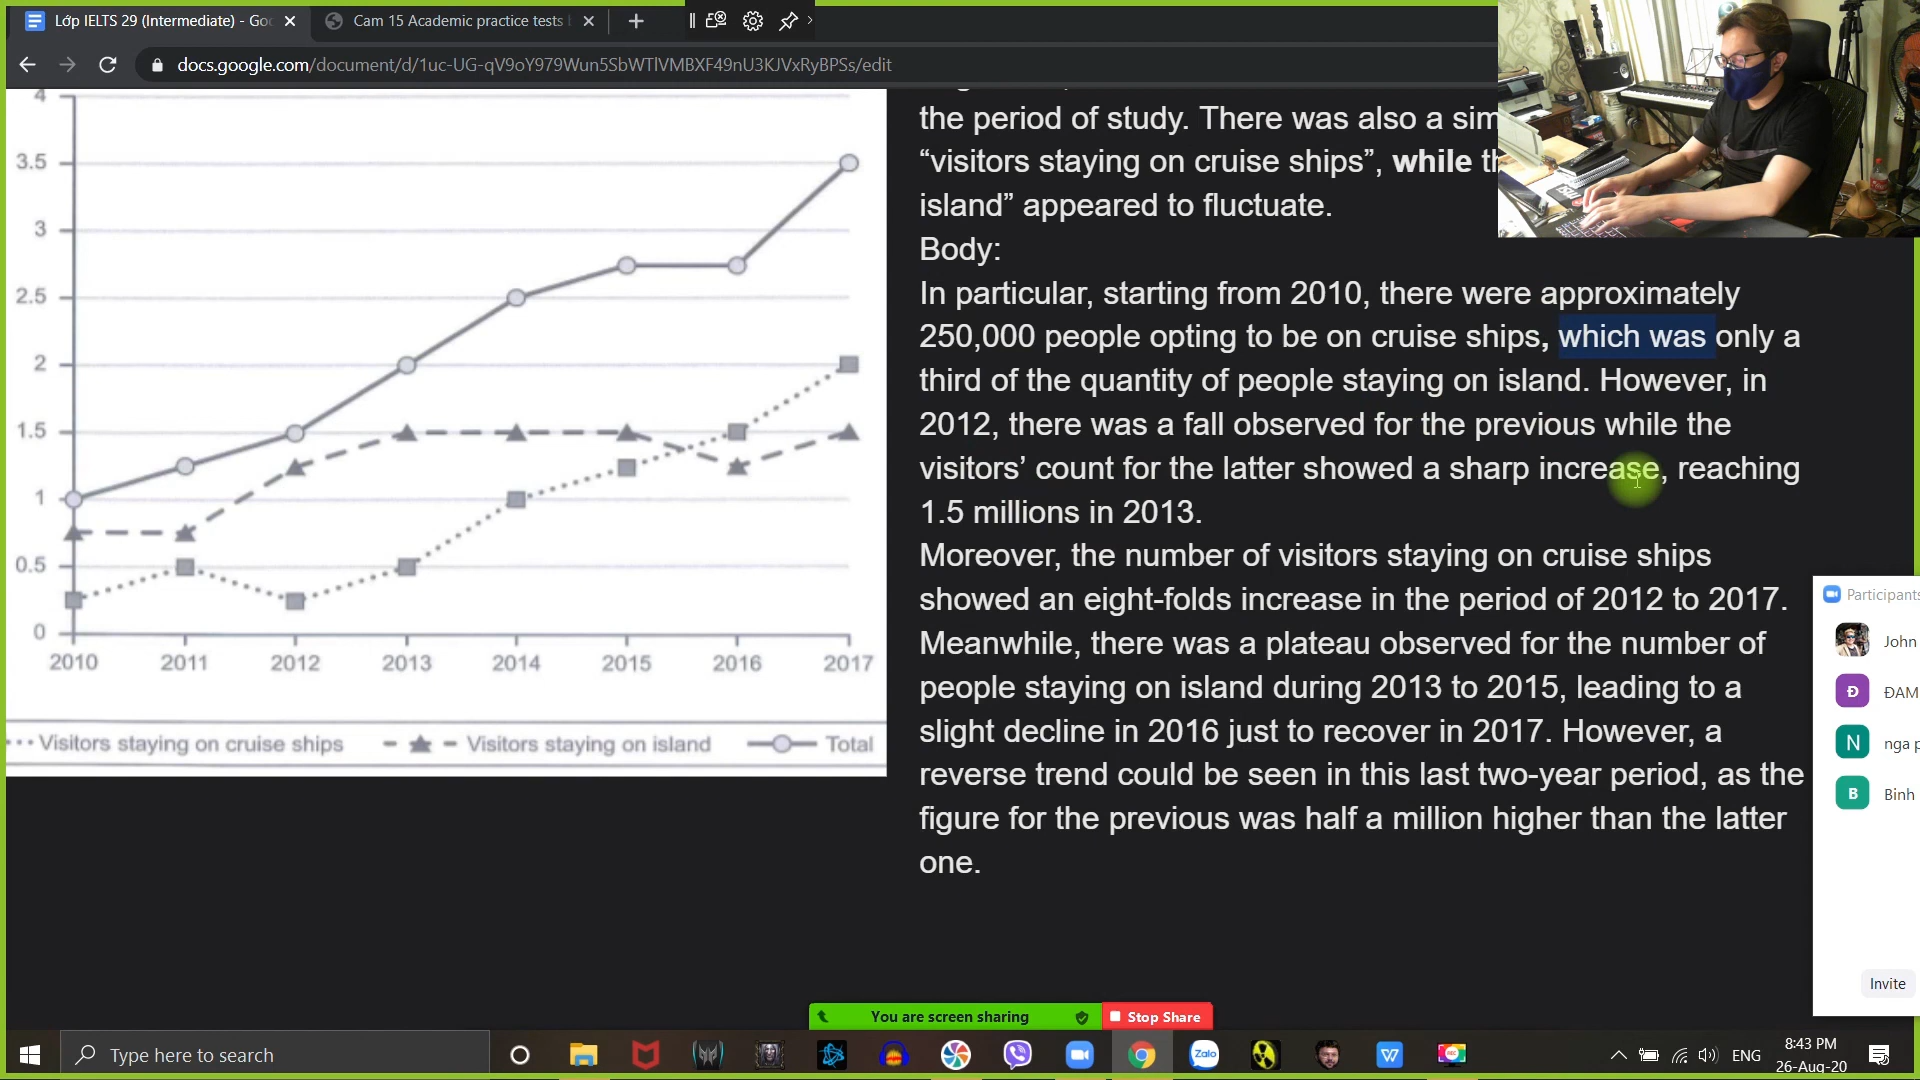 Lớp IELTS 29 (Intermediate) - Goo
Cam 15 Academic practice tests
docs.google.com/document/d/1uc-UG-qV9oY979Wun5SbWTlVMBXF49nU3KJVxRyBPSs/edit
4
3.5
3
2.5
2
1.5
1
0.5
0
2010 2011 2012 2013 2014 2015 2016 2017
Visitors staying on cruise ships Visitors staying on island Total
the period of study. There was also a sim
“visitors staying on cruise ships”, while th
island” appeared to fluctuate.
Body:
In particular, starting from 2010, there were approximately
250,000 people opting to be on cruise ships, which was only a
third of the quantity of people staying on island. However, in
2012, there was a fall observed for the previous while the
visitors’ count for the latter showed a sharp increase, reaching
1.5 millions in 2013.
Moreover, the number of visitors staying on cruise ships
showed an eight-folds increase in the period of 2012 to 2017.
Meanwhile, there was a plateau observed for the number of
people staying on island during 2013 to 2015, leading to a
slight decline in 2016 just to recover in 2017. However, a
reverse trend could be seen in this last two-year period, as the
figure for the previous was half a million higher than the latter
one.
Participants
John
Đ ĐAM
N nga p
B Binh
Invite
You are screen sharing Stop Share
Type here to search
Zalo
W
REC
ENG
8:43 PM
26-Aug-20